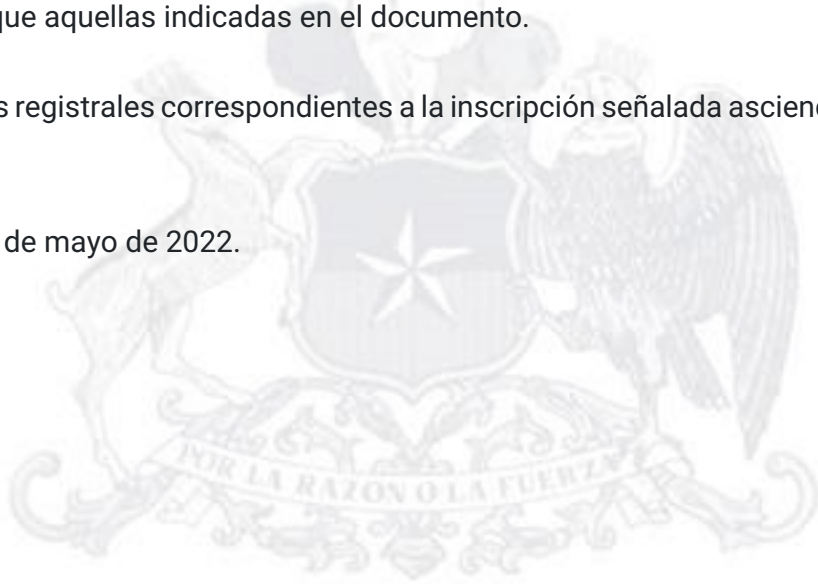 que aquellas indicadas en el documento.
s registrales correspondientes a la inscripción señalada asciend
de mayo de 2022.
POR LA RAZON O LA FUERZA